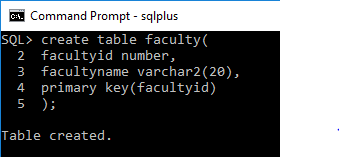 Command Prompt - sqlplus
SQL> create table faculty(
2 facultyid number,
3 facultyname varchar2(20),
4 primary key(facultyid)
5 );
Table created.